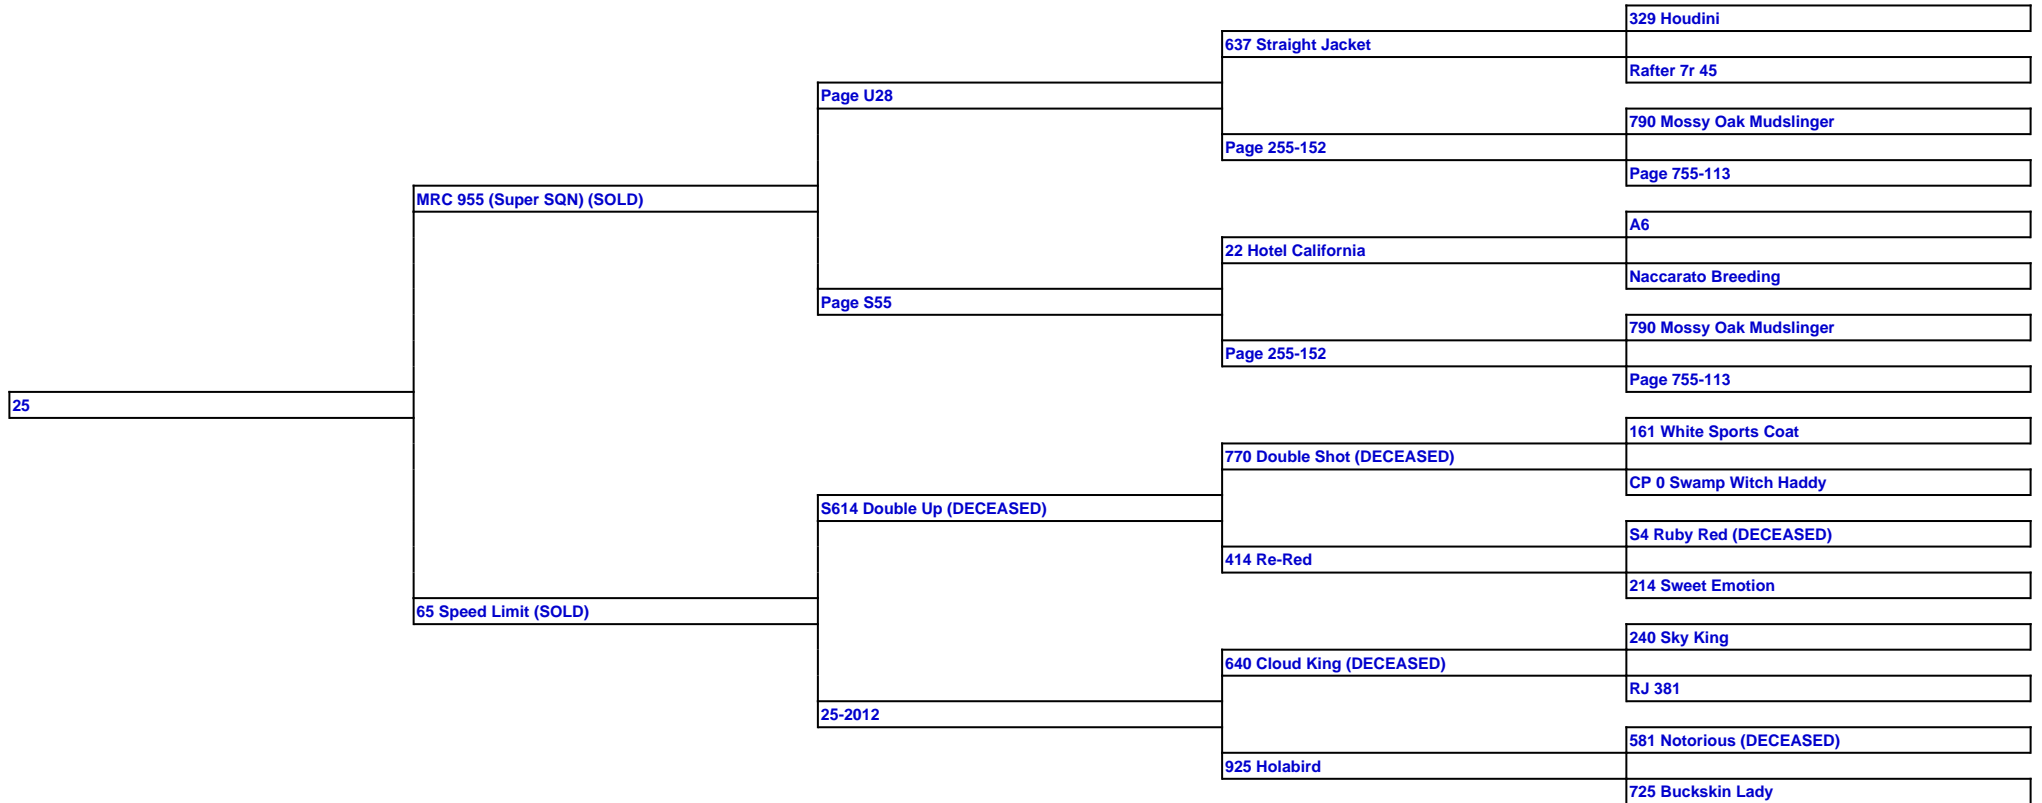 329 Houdini
637 Straight Jacket
Rafter 7r 45
Page U28
790 Mossy Oak Mudslinger
Page 255-152
Page 755-113
MRC 955 (Super SQN) (SOLD)
A6
22 Hotel California
Naccarato Breeding
Page S55
790 Mossy Oak Mudslinger
Page 255-152
Page 755-113
25
161 White Sports Coat
770 Double Shot (DECEASED)
CP 0 Swamp Witch Haddy
S614 Double Up (DECEASED)
S4 Ruby Red (DECEASED)
414 Re-Red
214 Sweet Emotion
65 Speed Limit (SOLD)
240 Sky King
640 Cloud King (DECEASED)
RJ 381
25-2012
581 Notorious (DECEASED)
925 Holabird
725 Buckskin Lady